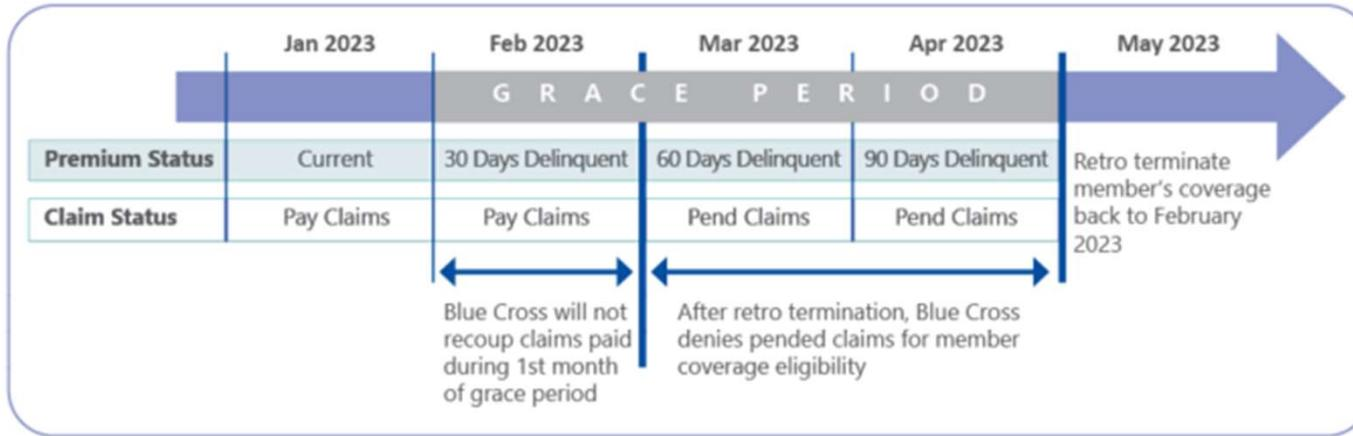 Jan 2023 Feb 2023 Mar 2023 Apr 2023 May 2023
GRACE PERIOD
Premium Status Current 30 Days Delinquent 60 Days Delinquent 90 Days Delinquent
Claim Status Pay Claims Pay Claims Pend Claims Pend Claims
Retro terminate
member's coverage
back to February
2023
Blue Cross will not
recoup claims paid
during 1st month
of grace period
After retro termination, Blue Cross
denies pended claims for member
coverage eligibility